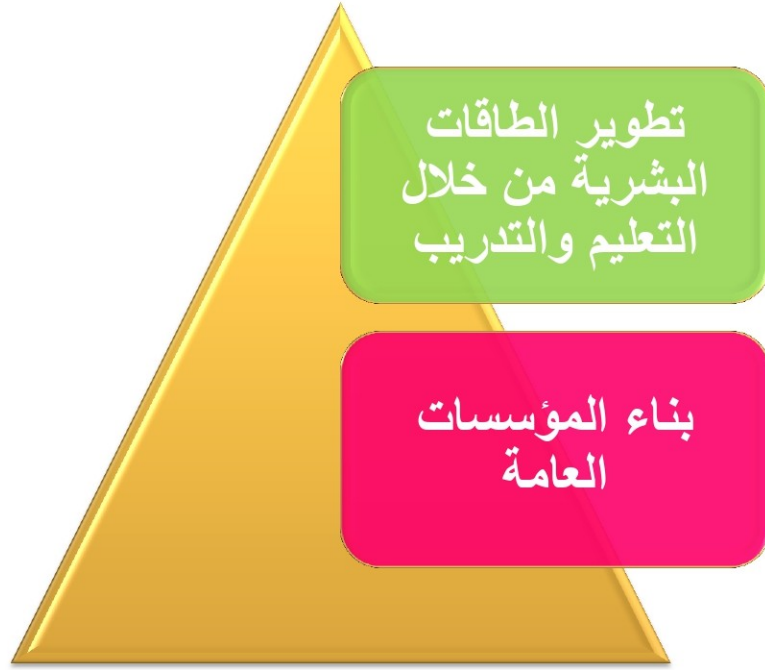 تطوير الطاقات
البشرية من خلال
التعليم والتدريب
بناء المؤسسات
العامة